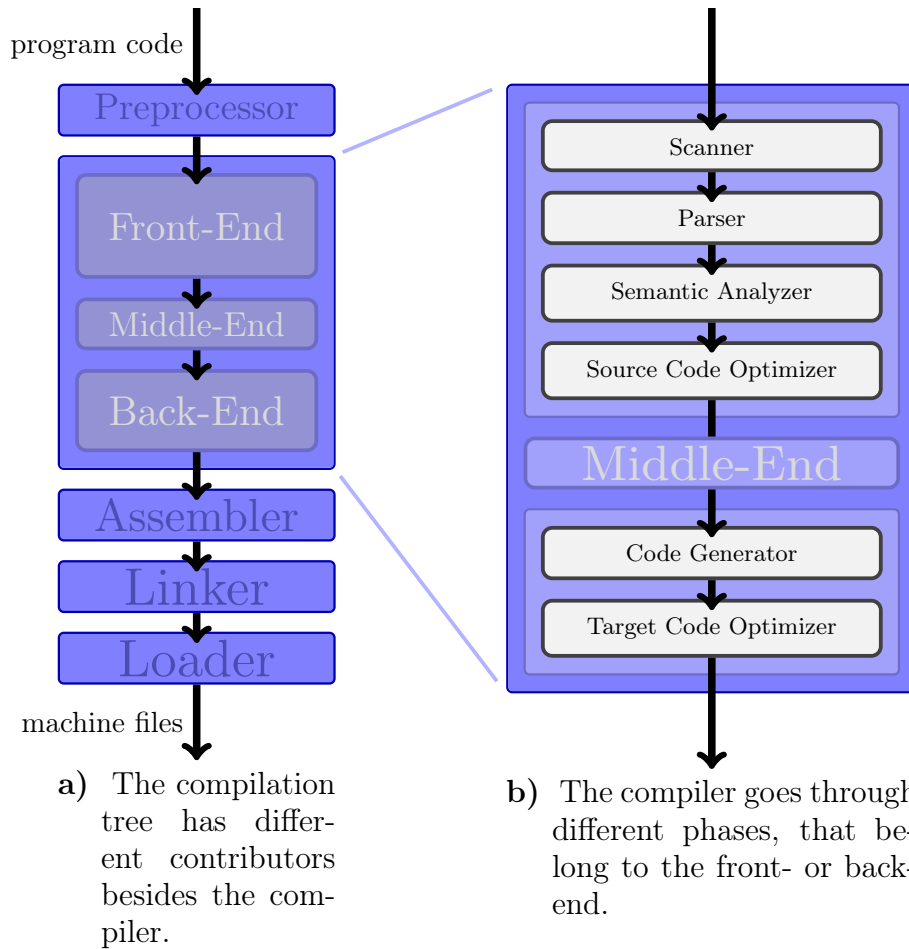 program code
Preprocessor
Front-End
Middle-End
Back-End
Assembler
Linker
Loader
machine files
a) The compilation
tree has differ-
ent contributors
besides the com-
piler.
Scanner
Parser
Semantic Analyzer
Source Code Optimizer
Middle-End
Code Generator
Target Code Optimizer
b) The compiler goes through
different phases, that be-
long to the front- or back-
end.